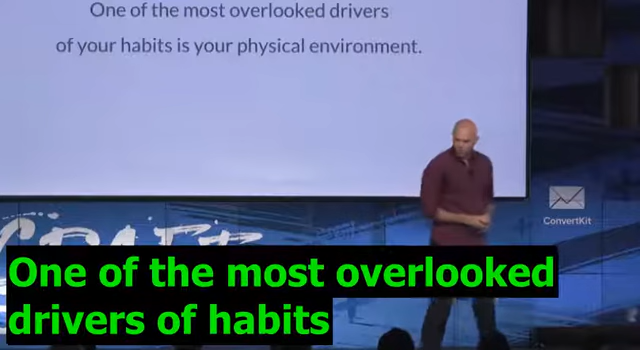 One of the most overlooked drivers
of your habits is your physical environment.
ConvertKit
CRAFT
One of the most overlooked
drivers of habits